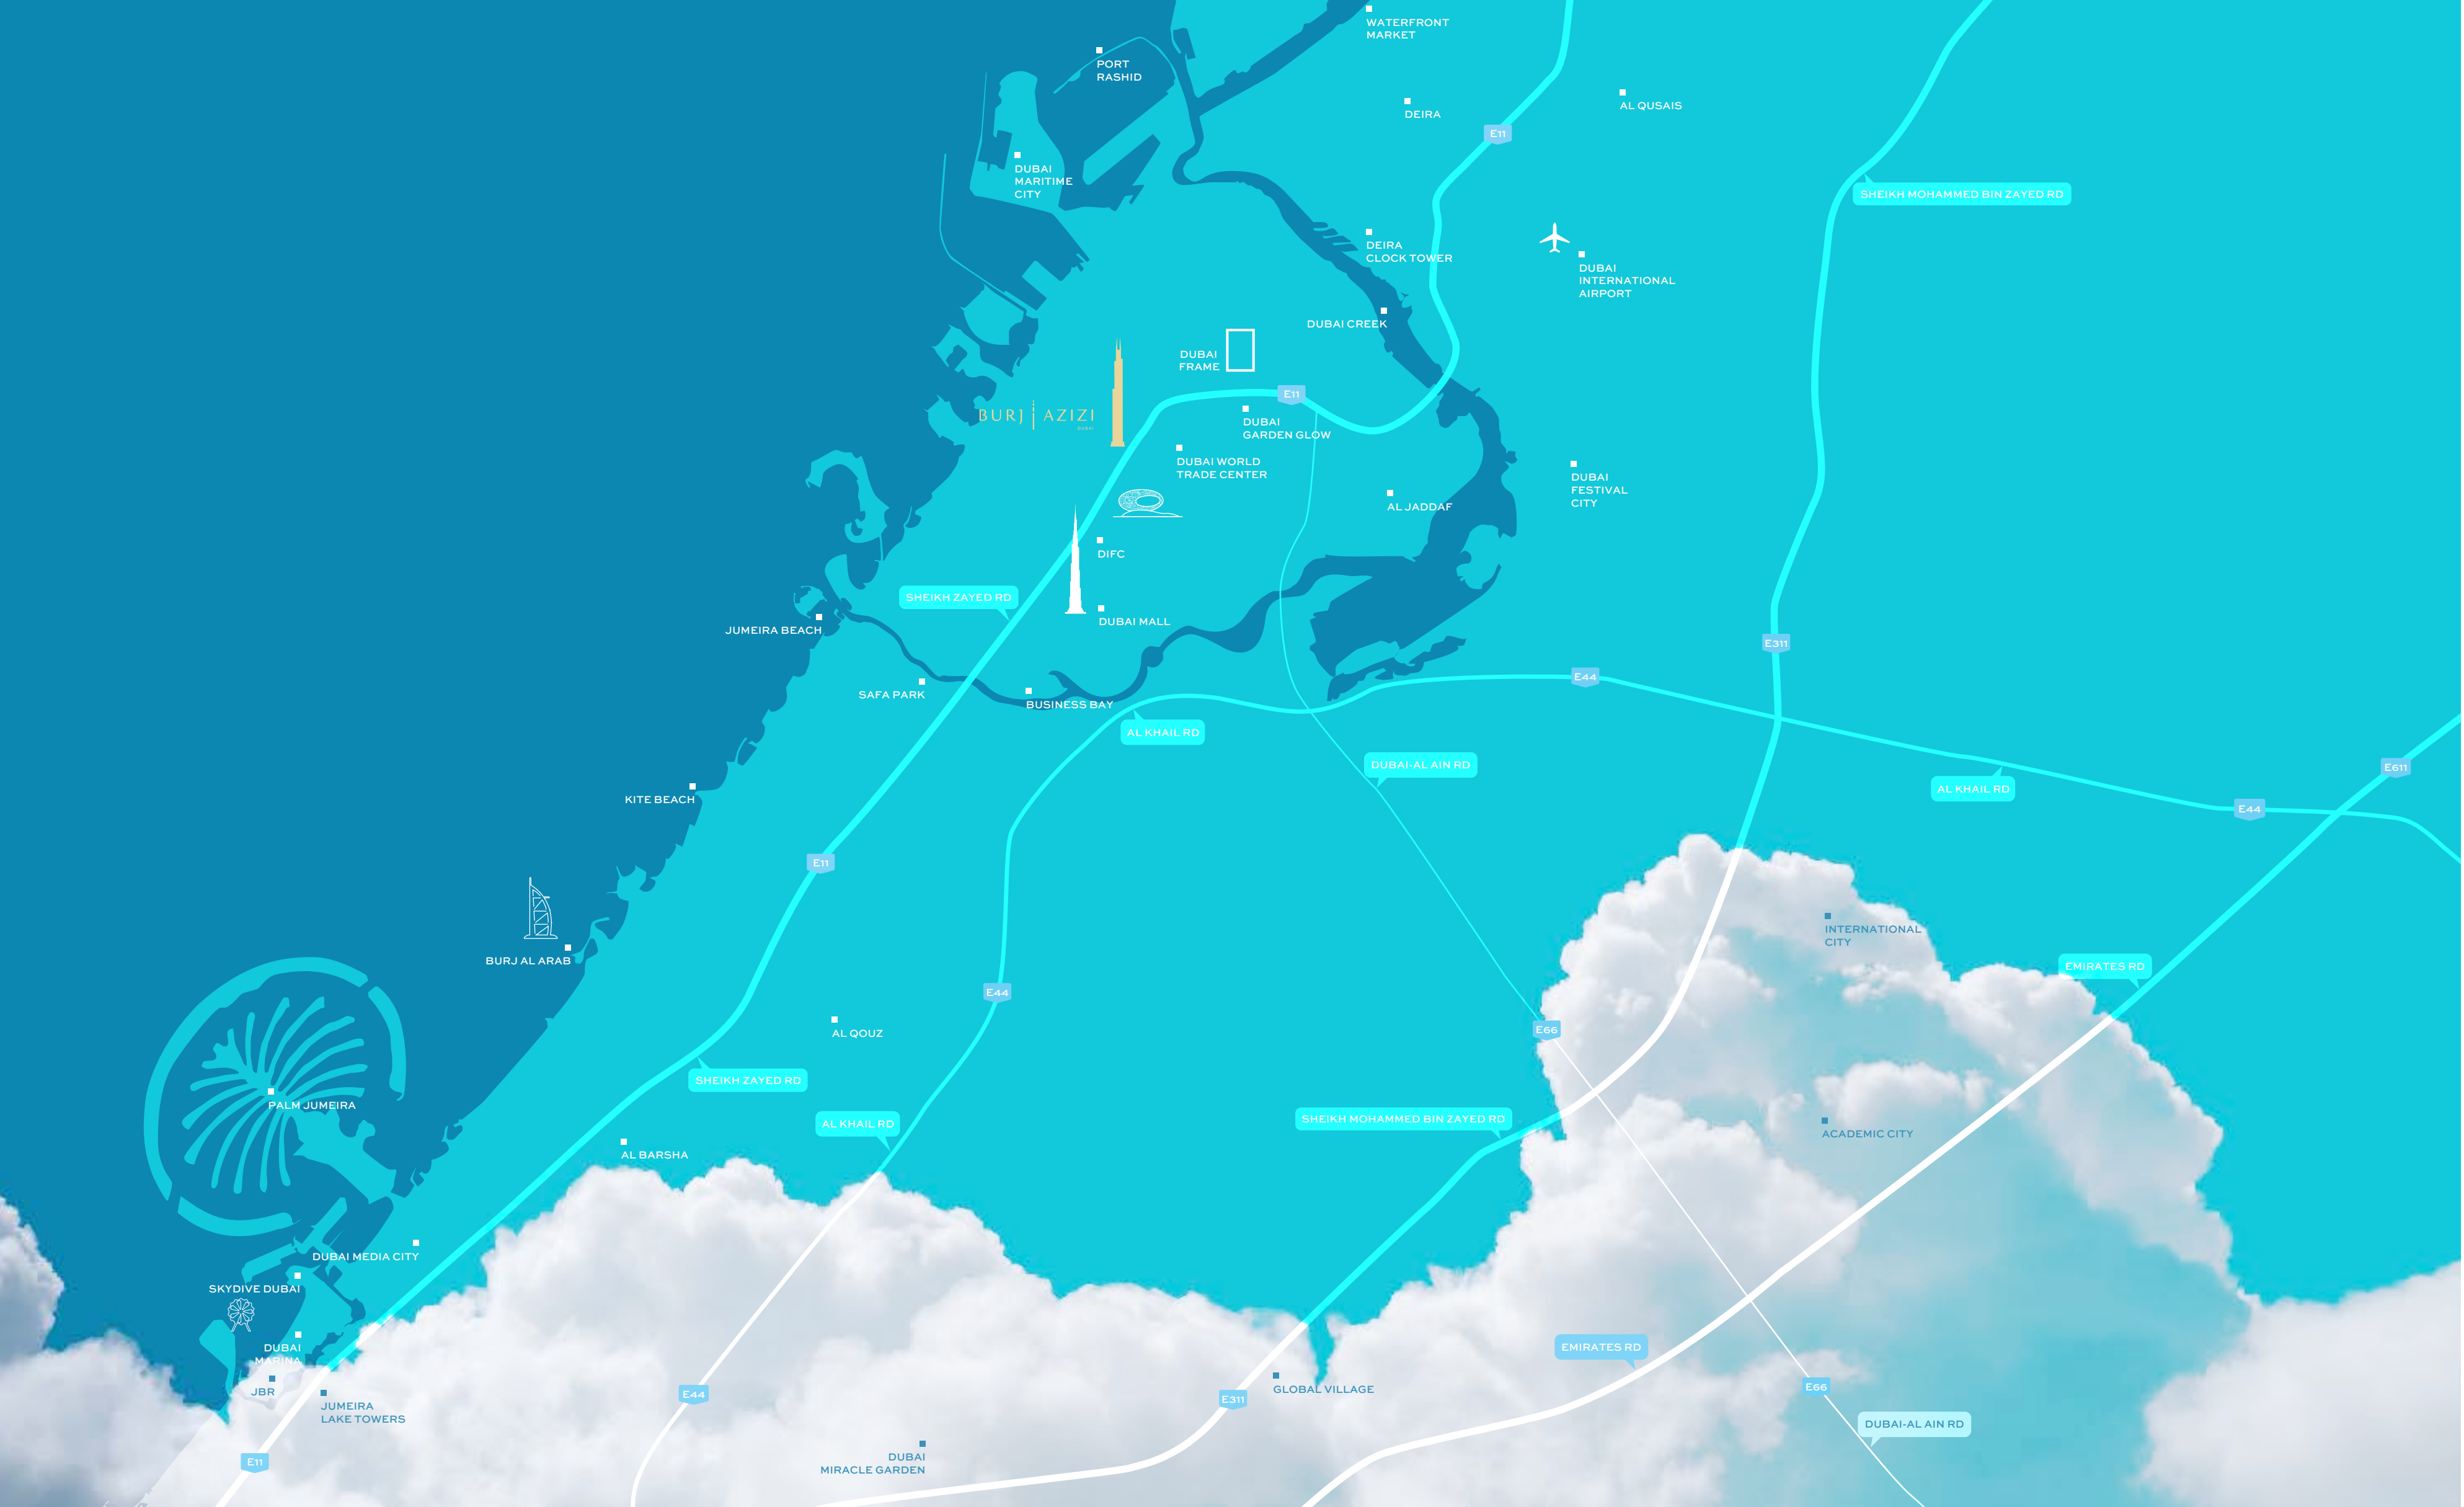 WATERFRONT
MARKET
PORT
RASHID
DEIRA
AL QUSAIS
E11
DUBAI
MARITIME
CITY
SHEIKH MOHAMMED BIN ZAYED RD
DEIRA
CLOCK TOWER
DUBAI
INTERNATIONAL
AIRPORT
DUBAI CREEK
DUBAI
FRAME
E11
BURJ AZIZI
DUBAI
DUBAI
GARDEN GLOW
DUBAI WORLD
TRADE CENTER
DUBAI
FESTIVAL
CITY
AL JADDAF
DIFC
SHEIKH ZAYED RD
DUBAI MALL
JUMEIRA BEACH
E311
E44
SAFA PARK
BUSINESS BAY
AL KHAIL RD
DUBAI-AL AIN RD
E611
AL KHAIL RD
KITE BEACH
E44
E11
INTERNATIONAL
CITY
BURJ AL ARAB
EMIRATES RD
E44
AL QOUZ
E66
SHEIKH ZAYED RD
PALM JUMEIRA
AL KHAIL RD
SHEIKH MOHAMMED BIN ZAYED RD
ACADEMIC CITY
AL BARSHA
DUBAI MEDIA CITY
SKYDIVE DUBAI
DUBAI
MARINA
EMIRATES RD
JBR
E44
E311
GLOBAL VILLAGE
E66
JUMEIRA
LAKE TOWERS
DUBAI-AL AIN RD
E11
DUBAI
MIRACLE GARDEN